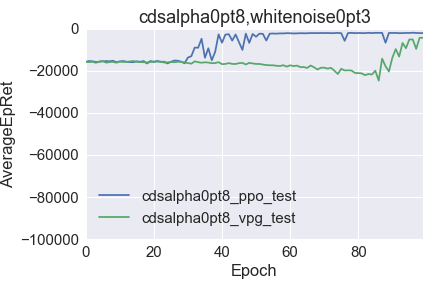 cdsalpha0pt8,whitenoise0pt3
AverageEpRet
0
−20000
−40000
−60000
−80000
−100000
cdsalpha0pt8_ppo_test
cdsalpha0pt8_vpg_test
0 20 40 60 80
Epoch